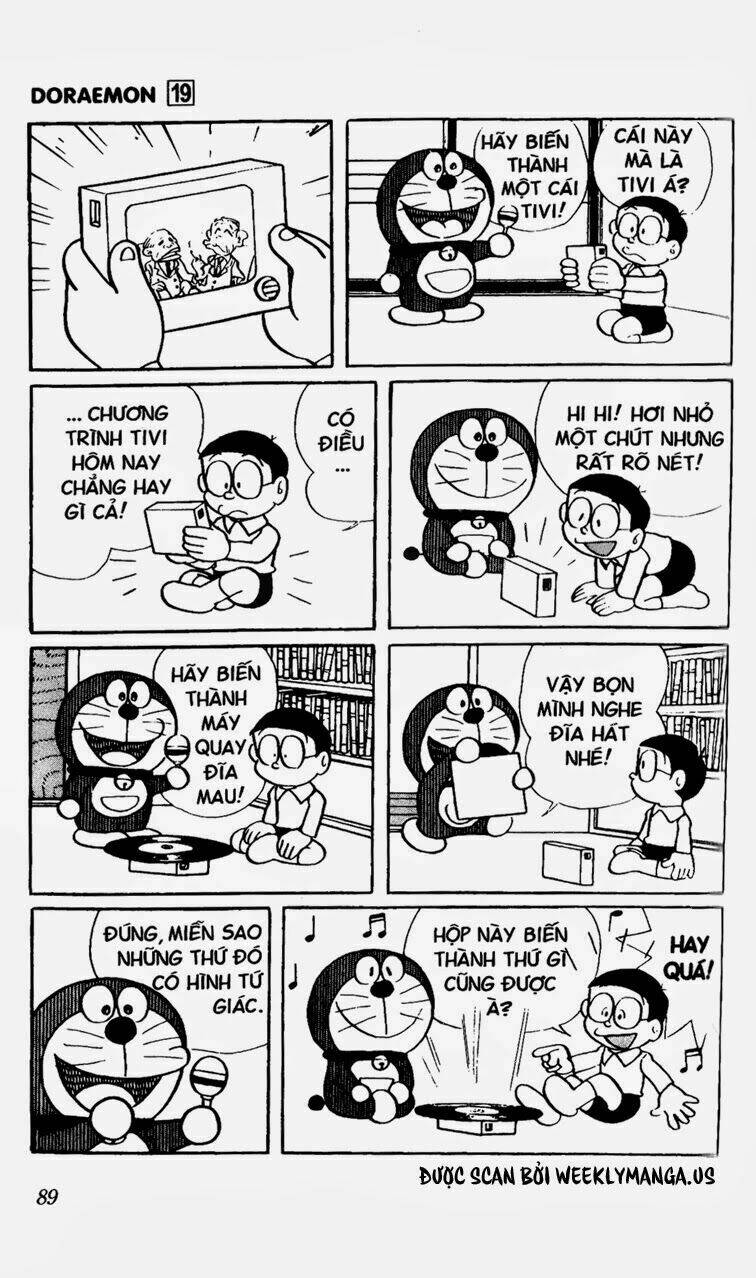 DORAEMON 19
HÃY BIẾN
THÀNH
MỘT CÁI
TIVI!
CÁI NÀY
MÀ LÀ
TIVI Á?
HI HI! HƠI NHỎ
MỘT CHÚT NHƯNG
RẤT RÕ NÉT!
CÓ
ĐIỀU
...
... CHƯƠNG
TRÌNH TIVI
HÔM NAY
CHẲNG HAY
GÌ CẢ!
VẬY BỌN
MÌNH NGHE
ĐĨA HÁT
NHÉ!
HÃY BIẾN
THÀNH
MÁY
QUAY
ĐĨA
MAU!
HAY
QUÁ!
HỘP NÀY BIẾN
THÀNH THỨ GÌ
CŨNG ĐƯỢC
À?
ĐÚNG, MIỄN SAO
NHỮNG THỨ ĐÓ
CÓ HÌNH TỨ
GIÁC.
ĐƯỢC SCAN BỞI WEEKLYMANGA.US
89